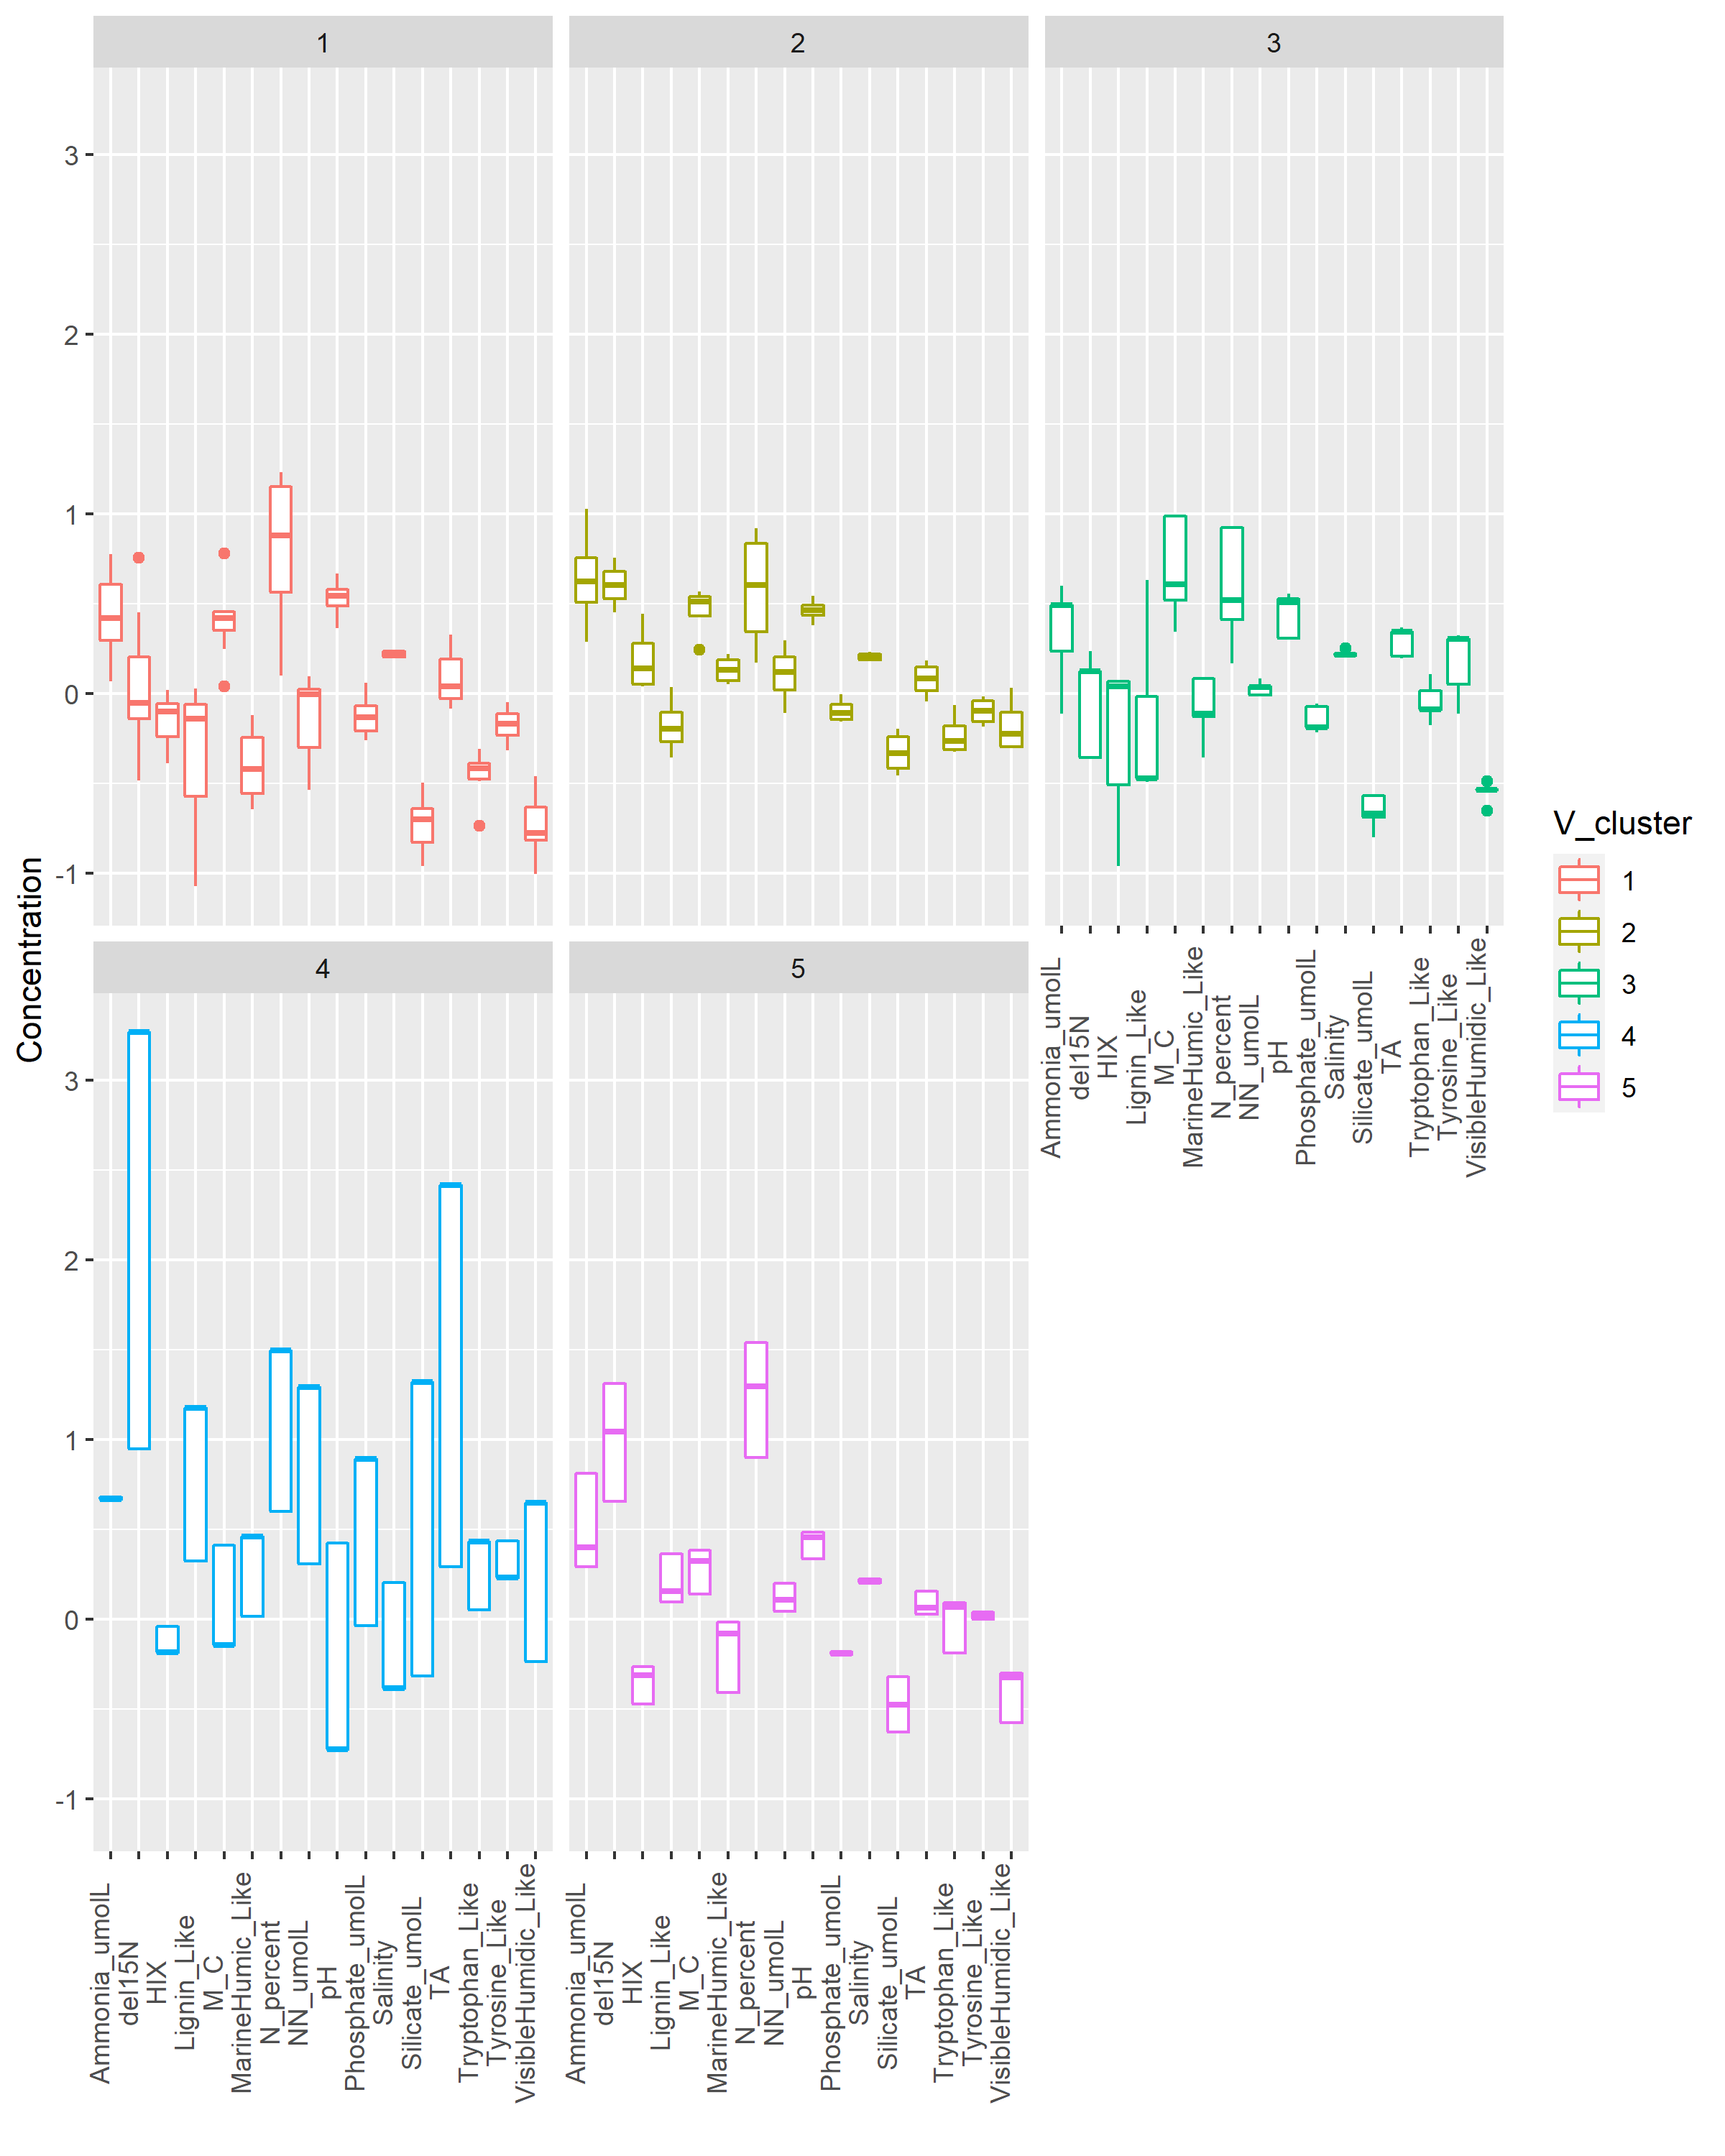 1
2
3
3
2
1
0
-1
Concentration
Ammonia_umolL
del15N
HIX
Lignin_Like
M_C
MarineHumic_Like
N_percent
NN_umolL
pH
Phosphate_umolL
Salinity
Silicate_umolL
TA
Tryptophan_Like
Tyrosine_Like
VisibleHumidic_Like
V_cluster
1
2
3
4
5
4
5
3
2
1
0
-1
Ammonia_umolL
del15N
HIX
Lignin_Like
M_C
MarineHumic_Like
N_percent
NN_umolL
pH
Phosphate_umolL
Salinity
Silicate_umolL
TA
Tryptophan_Like
Tyrosine_Like
VisibleHumidic_Like
Ammonia_umolL
del15N
HIX
Lignin_Like
M_C
MarineHumic_Like
N_percent
NN_umolL
pH
Phosphate_umolL
Salinity
Silicate_umolL
TA
Tryptophan_Like
Tyrosine_Like
VisibleHumidic_Like